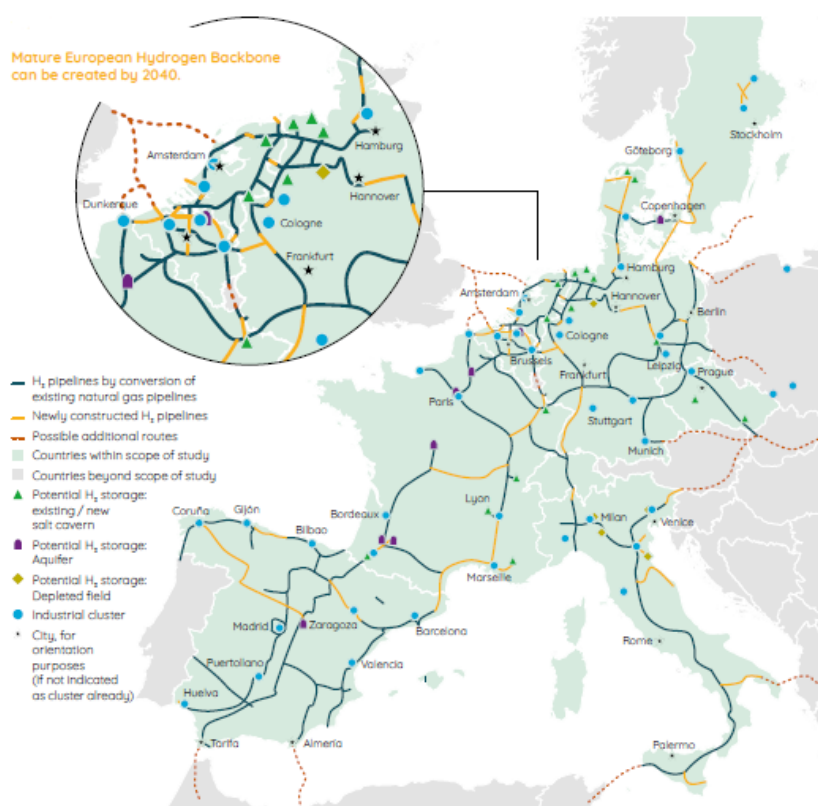 Mature European Hydrogen Backbone
can be created by 2040.
Amsterdam
Hamburg
Dunkerque
Hannover
Cologne
Frankfurt
Stockholm
Göteborg
Copenhagen
Hamburg
Amsterdam
Hannover
Berlin
Cologne
Brussels
Leipzig
Frankfurt
Prague
Paris
Stuttgart
Munich
Lyon
Milan
Venice
Coruña
Gijón
Bordeaux
Bilbao
Marseille
Madrid
Zaragoza
Barcelona
Rome
Puertollano
Valencia
Huelva
Tarifa
Almería
Palermo
H₂ pipelines by conversion of
existing natural gas pipelines
Newly constructed H₂ pipelines
Possible additional routes
Countries within scope of study
Countries beyond scope of study
Potential H₂ storage:
existing / new
salt cavern
Potential H₂ storage:
Aquifer
Potential H₂ storage:
Depleted field
Industrial cluster
City, for
orientation
purposes
(if not indicated
as cluster already)